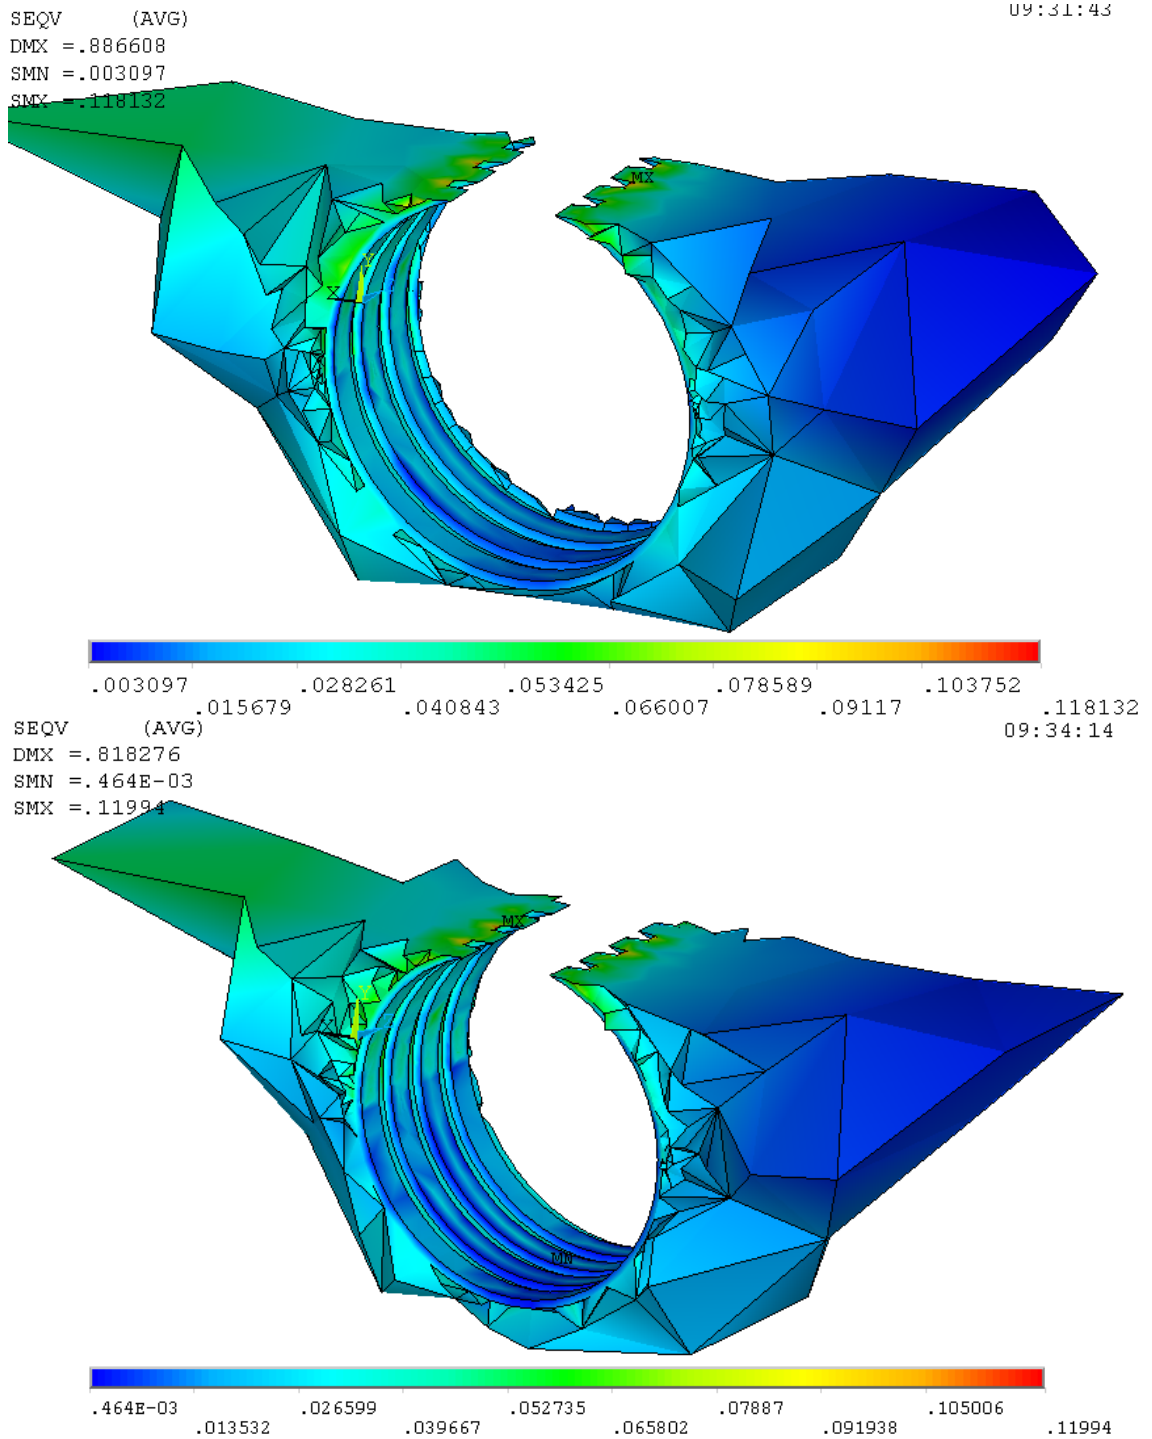 SEQV (AVG)
DMX =.886608
SMN =.003097
SMX =.118132
09:31:43
MX
Y
X
.003097 .028261 .053425 .078589 .103752
.015679 .040843 .066007 .09117 .118132
SEQV (AVG)
DMX =.818276
SMN =.464E-03
SMX =.11994
09:34:14
MX
Y
X
MN
.464E-03 .026599 .052735 .07887 .105006
.013532 .039667 .065802 .091938 .11994